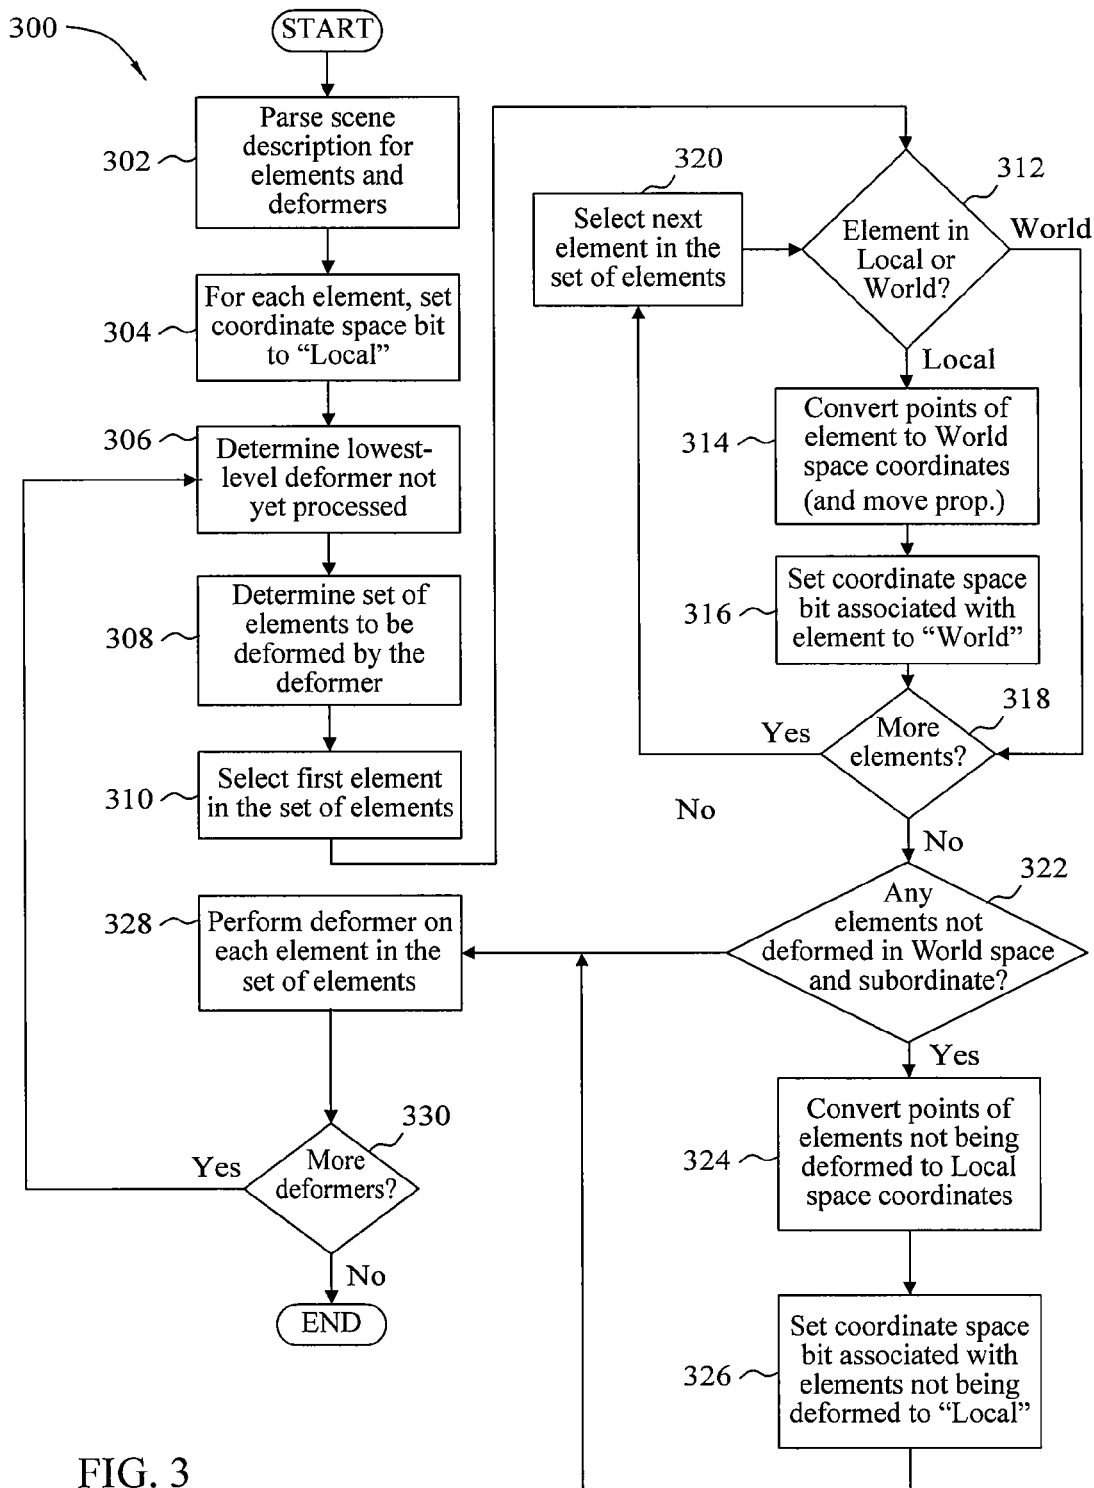 300
START
302
Parse scene
description for
elements and
deformers
304
For each element, set
coordinate space bit
to “Local”
306
Determine lowest-
level deformer not
yet processed
308
Determine set of
elements to be
deformed by the
deformer
310
Select first element
in the set of elements
320
Select next
element in the
set of elements
312
Element in
Local or
World?
World
Local
314
Convert points of
element to World
space coordinates
(and move prop.)
316
Set coordinate space
bit associated with
element to “World”
318
More
elements?
Yes
No
No
322
Any
elements not
deformed in World space
and subordinate?
Yes
324
Convert points of
elements not being
deformed to Local
space coordinates
326
Set coordinate space
bit associated with
elements not being
deformed to “Local”
328
Perform deformer on
each element in the
set of elements
330
More
deformers?
Yes
No
END
FIG. 3